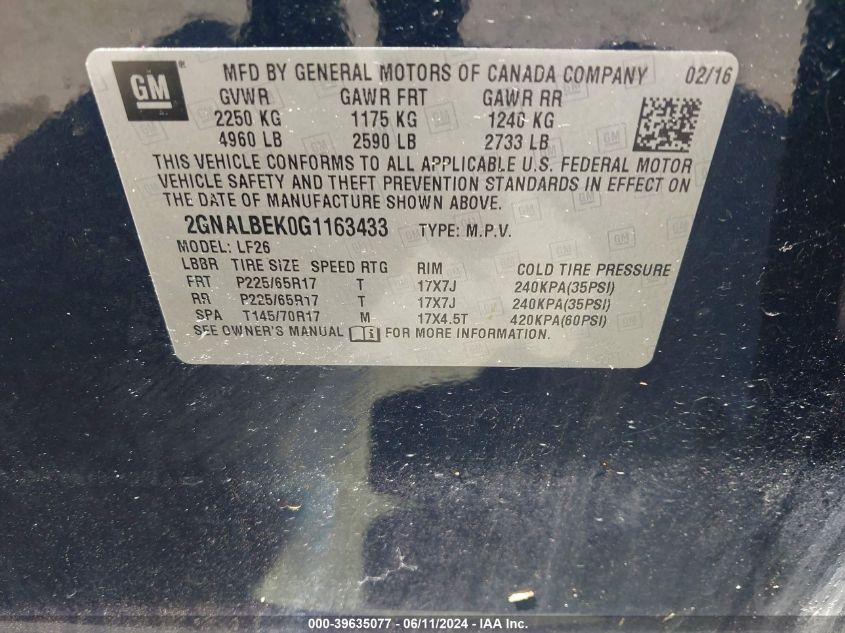 GM ® MFD BY GENERAL MOTORS OF CANADA COMPANY 02/16
GVWR GAWR FRT GAWR RR
2250 KG 1175 KG 1240 KG
4960 LB 2590 LB 2733 LB
THIS VEHICLE CONFORMS TO ALL APPLICABLE U.S. FEDERAL MOTOR
VEHICLE SAFETY AND THEFT PREVENTION STANDARDS IN EFFECT ON
THE DATE OF MANUFACTURE SHOWN ABOVE.
2GNALBEK0G1163433 TYPE: M.P.V.
MODEL: LF26
LBBR TIRE SIZE SPEED RTG RIM COLD TIRE PRESSURE
FRT P225/65R17 T 17X7J 240KPA(35PSI)
RR P225/65R17 T 17X7J 240KPA(35PSI)
SPA T145/70R17 M 17X4.5T 420KPA(60PSI)
SEE OWNER'S MANUAL FOR MORE INFORMATION.
000-39635077 - 06/11/2024 - IAA Inc.